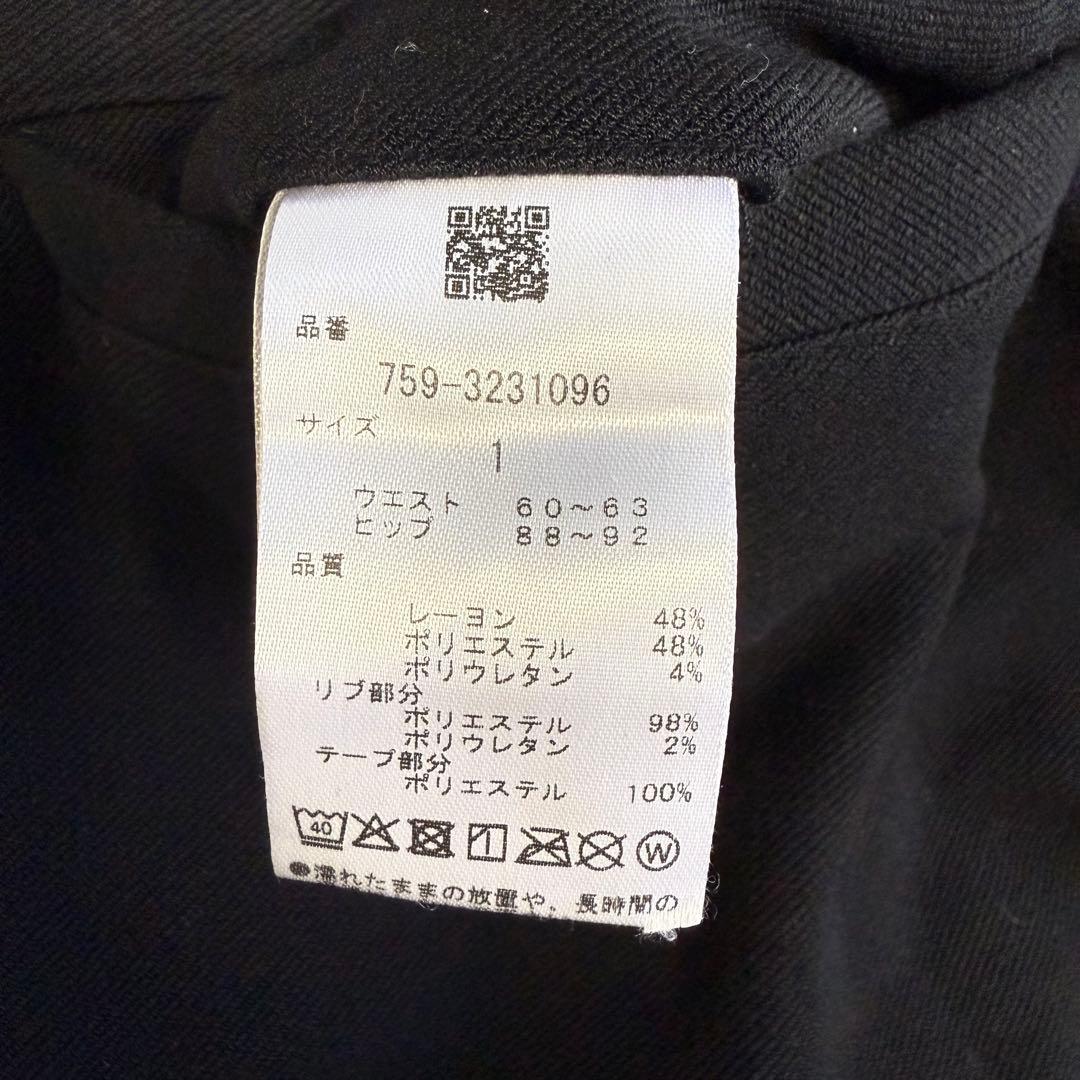 品番
759-3231096
サイズ
1
ウエスト 60～63
ヒップ 88～92
品質
レーヨン 48%
ポリエステル 48%
ポリウレタン 4%
リブ部分
ポリエステル 98%
ポリウレタン 2%
テープ部分
ポリエステル 100%
40 W
●濡れたままの放置や、長時間の